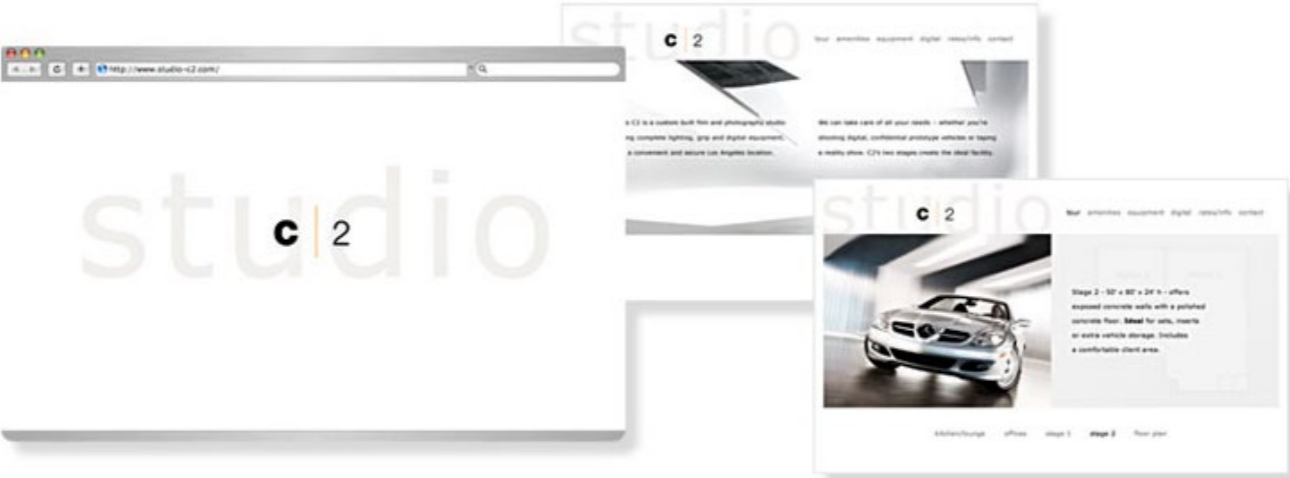 http://www.studio-c2.com/
studio
c | 2
studio
c | 2
tour amenities equipment digital rates/info contact
C2 is a custom built film and photography studio
complete lighting, grip and digital equipment,
a convenient and secure Los Angeles location.
We can take care of all your needs - whether you're
shooting digital, confidential prototype vehicles or taping
a reality show. C2's two stages create the ideal facility.
studio
c | 2
tour amenities equipment digital rates/info contact
Stage 2 - 50' x 80' x 24' h - offers
exposed concrete walls with a polished
concrete floor. Ideal for sets, inserts
or extra vehicle storage. Includes
a comfortable client area.
kitchen/lounge offices stage 1 stage 2 floor plan